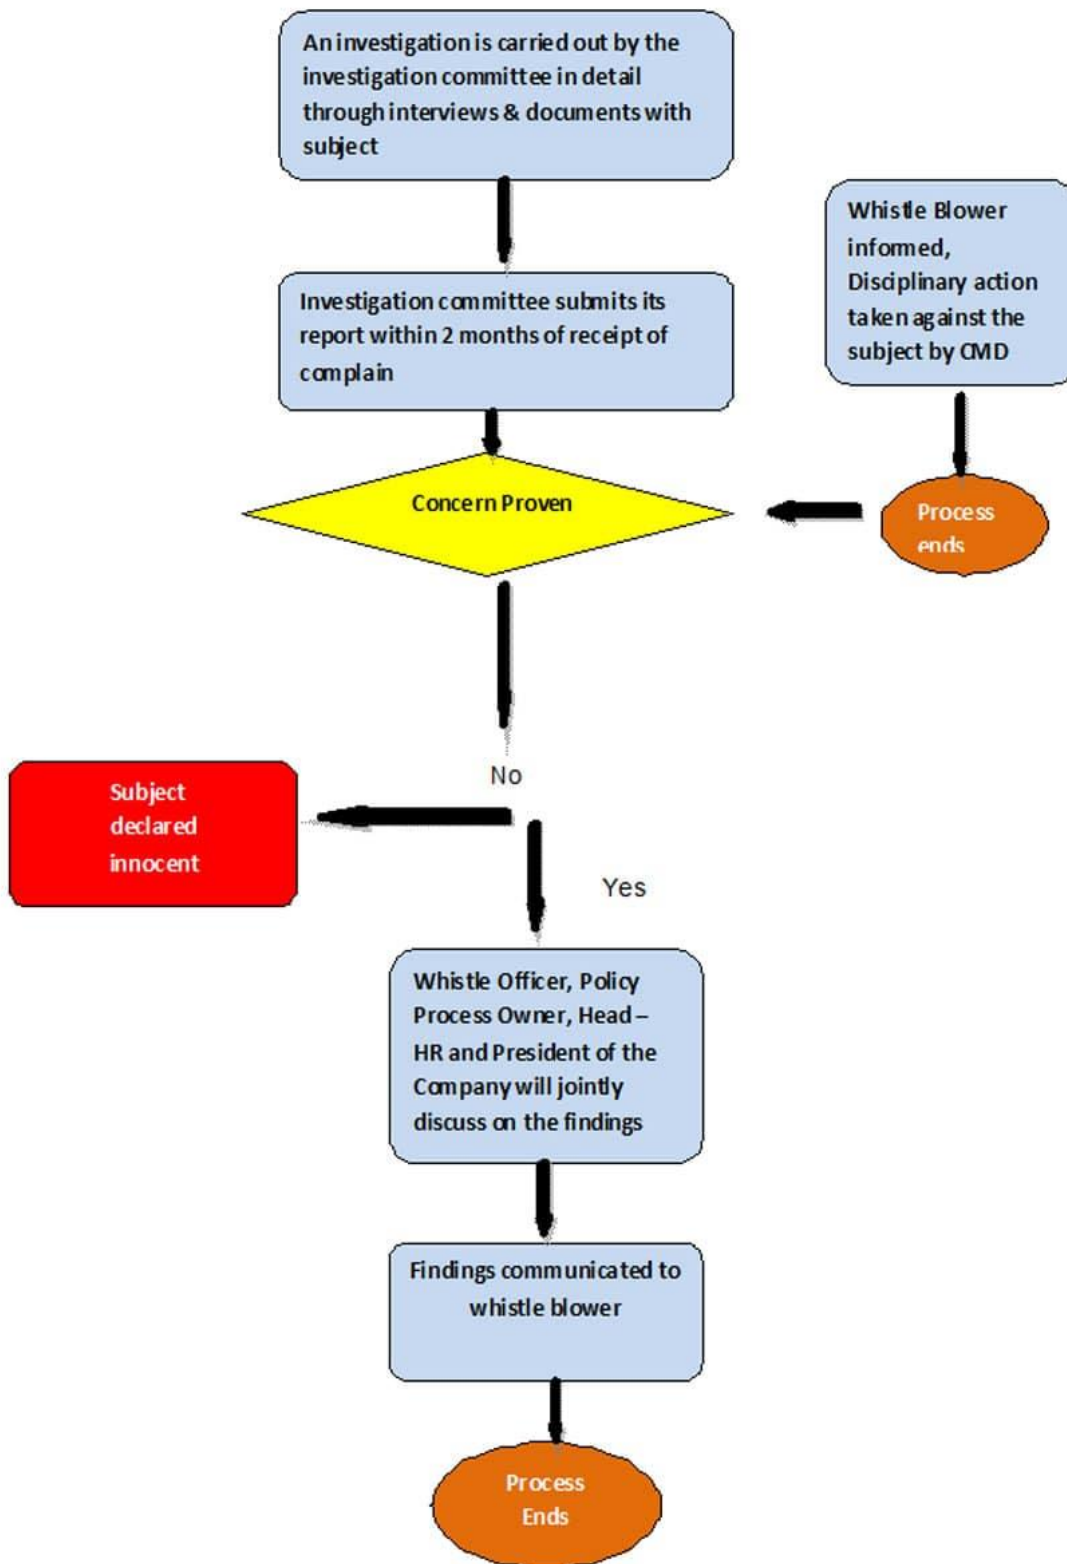 An investigation is carried out by the
investigation committee in detail
through interviews & documents with
subject
Whistle Blower
informed,
Disciplinary action
taken against the
subject by CMD
Investigation committee submits its
report within 2 months of receipt of
complain
Concern Proven
Process
ends
No
Subject
declared
innocent
Yes
Whistle Officer, Policy
Process Owner, Head –
HR and President of the
Company will jointly
discuss on the findings
Findings communicated to
whistle blower
Process
Ends